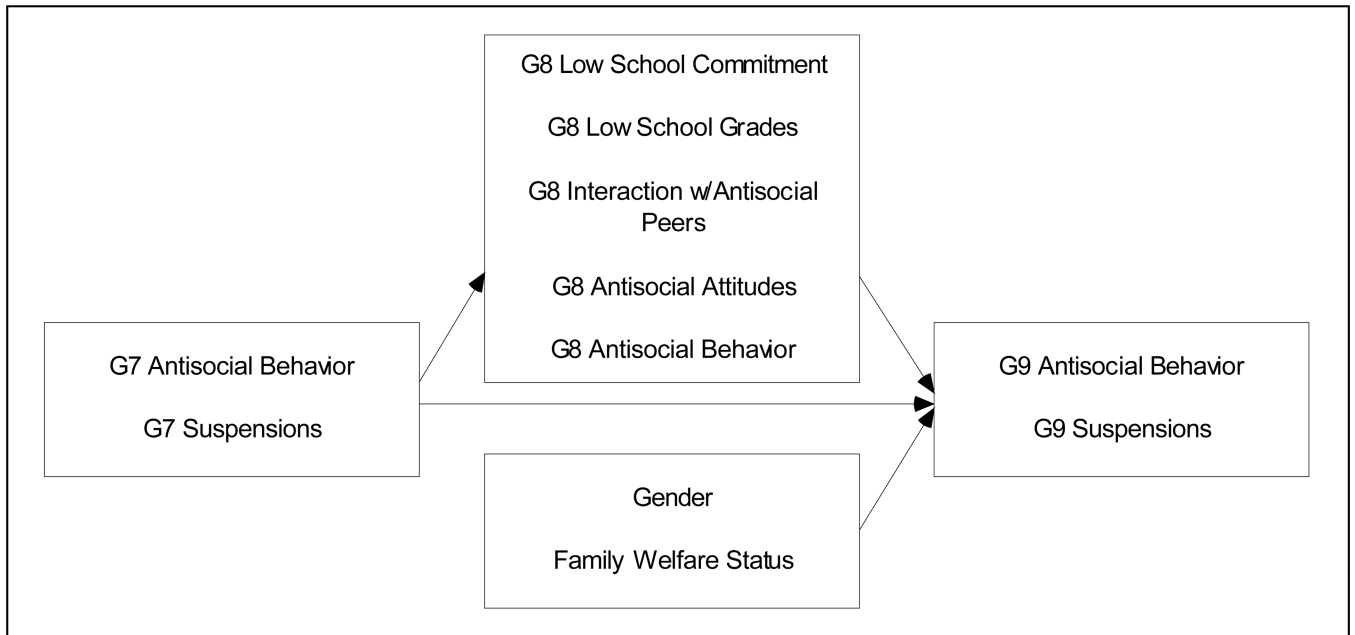 G8 Low School Commitment
G8 Low School Grades
G8 Interaction w/Antisocial
Peers
G8 Antisocial Attitudes
G8 Antisocial Behavior
G7 Antisocial Behavior
G7 Suspensions
G9 Antisocial Behavior
G9 Suspensions
Gender
Family Welfare Status